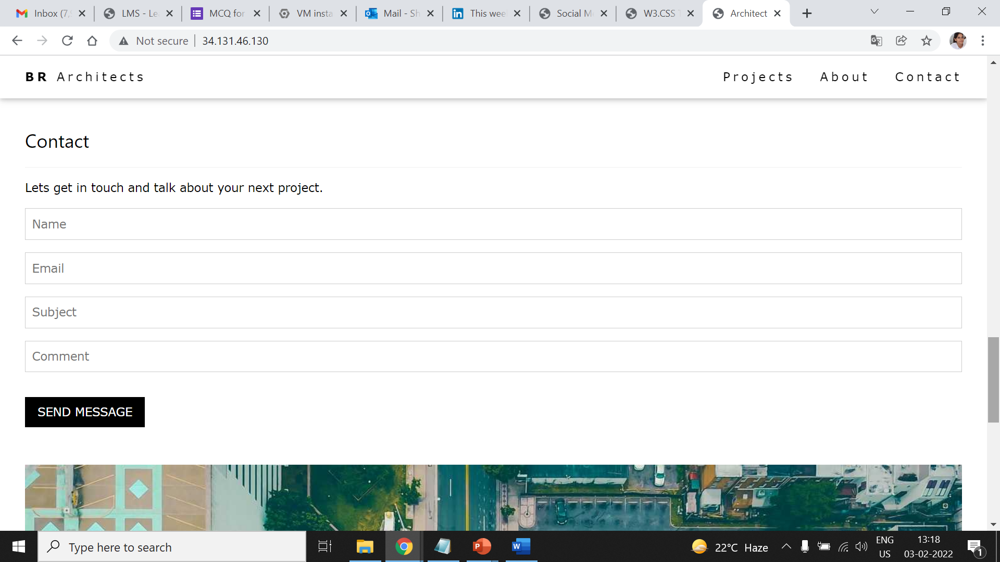 Inbox (7,
LMS - Le
MCQ for
VM insta
Mail - Sh
This wee
Social M
W3.CSS
Architect
Not secure
34.131.46.130
BR Architects
Projects
About
Contact
Contact
Lets get in touch and talk about your next project.
Name
Email
Subject
Comment
SEND MESSAGE
Type here to search
22°C Haze
ENG
US
13:18
03-02-2022
1